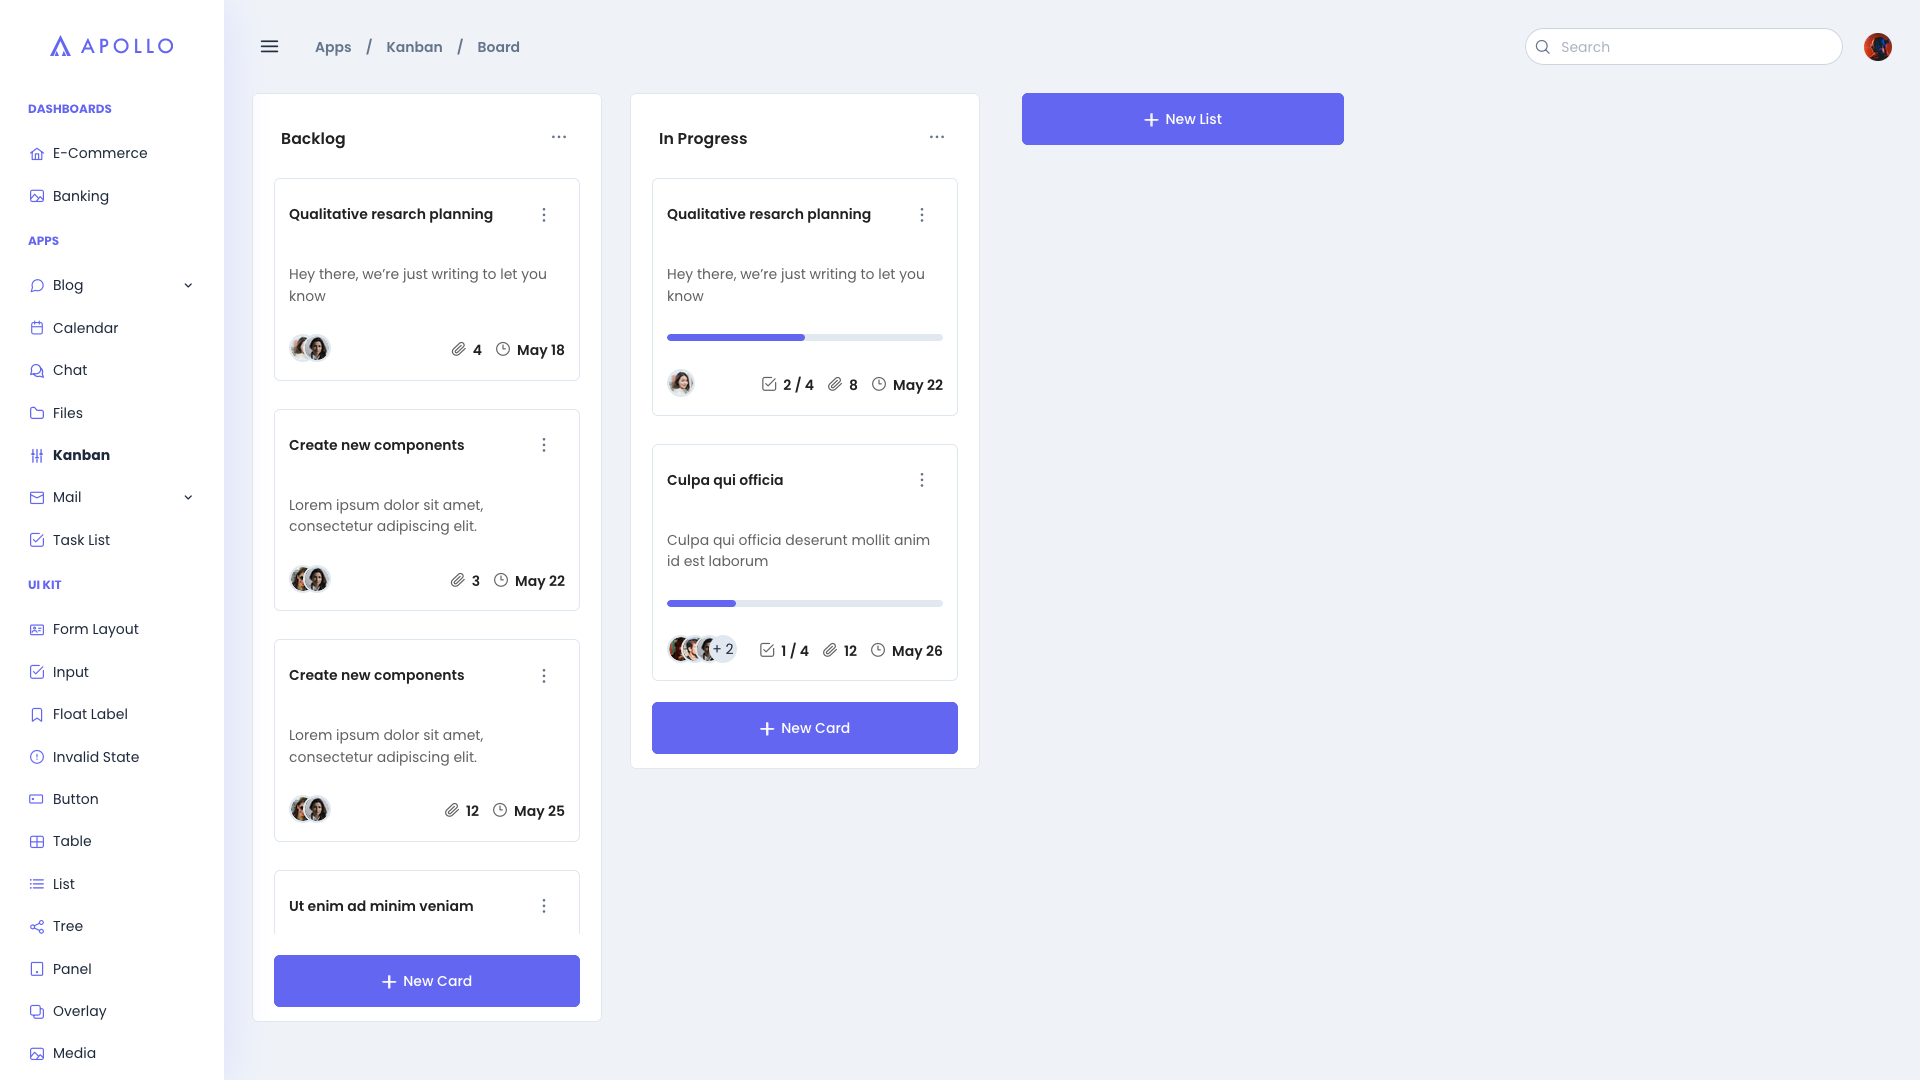 APOLLO
DASHBOARDS
E-Commerce
Banking
APPS
Blog
Calendar
Chat
Files
Kanban
Mail
Task List
UI KIT
Form Layout
Input
Float Label
Invalid State
Button
Table
List
Tree
Panel
Overlay
Media
Apps / Kanban / Board
Search
Backlog
Qualitative resarch planning
Hey there, we’re just writing to let you
know
4 May 18
Create new components
Lorem ipsum dolor sit amet,
consectetur adipiscing elit.
3 May 22
Create new components
Lorem ipsum dolor sit amet,
consectetur adipiscing elit.
12 May 25
Ut enim ad minim veniam
New Card
In Progress
Qualitative resarch planning
Hey there, we’re just writing to let you
know
2 / 4 8 May 22
Culpa qui officia
Culpa qui officia deserunt mollit anim
id est laborum
+ 2 1 / 4 12 May 26
New Card
New List